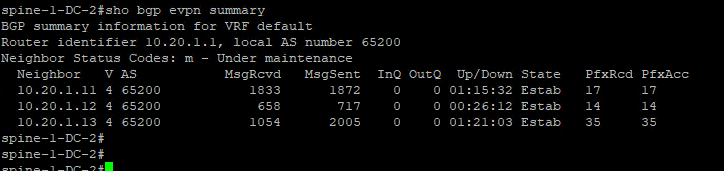 spine-1-DC-2#sho bgp evpn summary
BGP summary information for VRF default
Router identifier 10.20.1.1, local AS number 65200
Neighbor Status Codes: m - Under maintenance
  Neighbor   V AS           MsgRcvd   MsgSent  InQ OutQ  Up/Down State   PfxRcd PfxAcc
  10.20.1.11 4 65200           1833      1872    0    0 01:15:32 Estab   17     17
  10.20.1.12 4 65200            658       717    0    0 00:26:12 Estab   14     14
  10.20.1.13 4 65200           1054      2005    0    0 01:21:03 Estab   35     35
spine-1-DC-2#
spine-1-DC-2#
spine-1-DC-2#